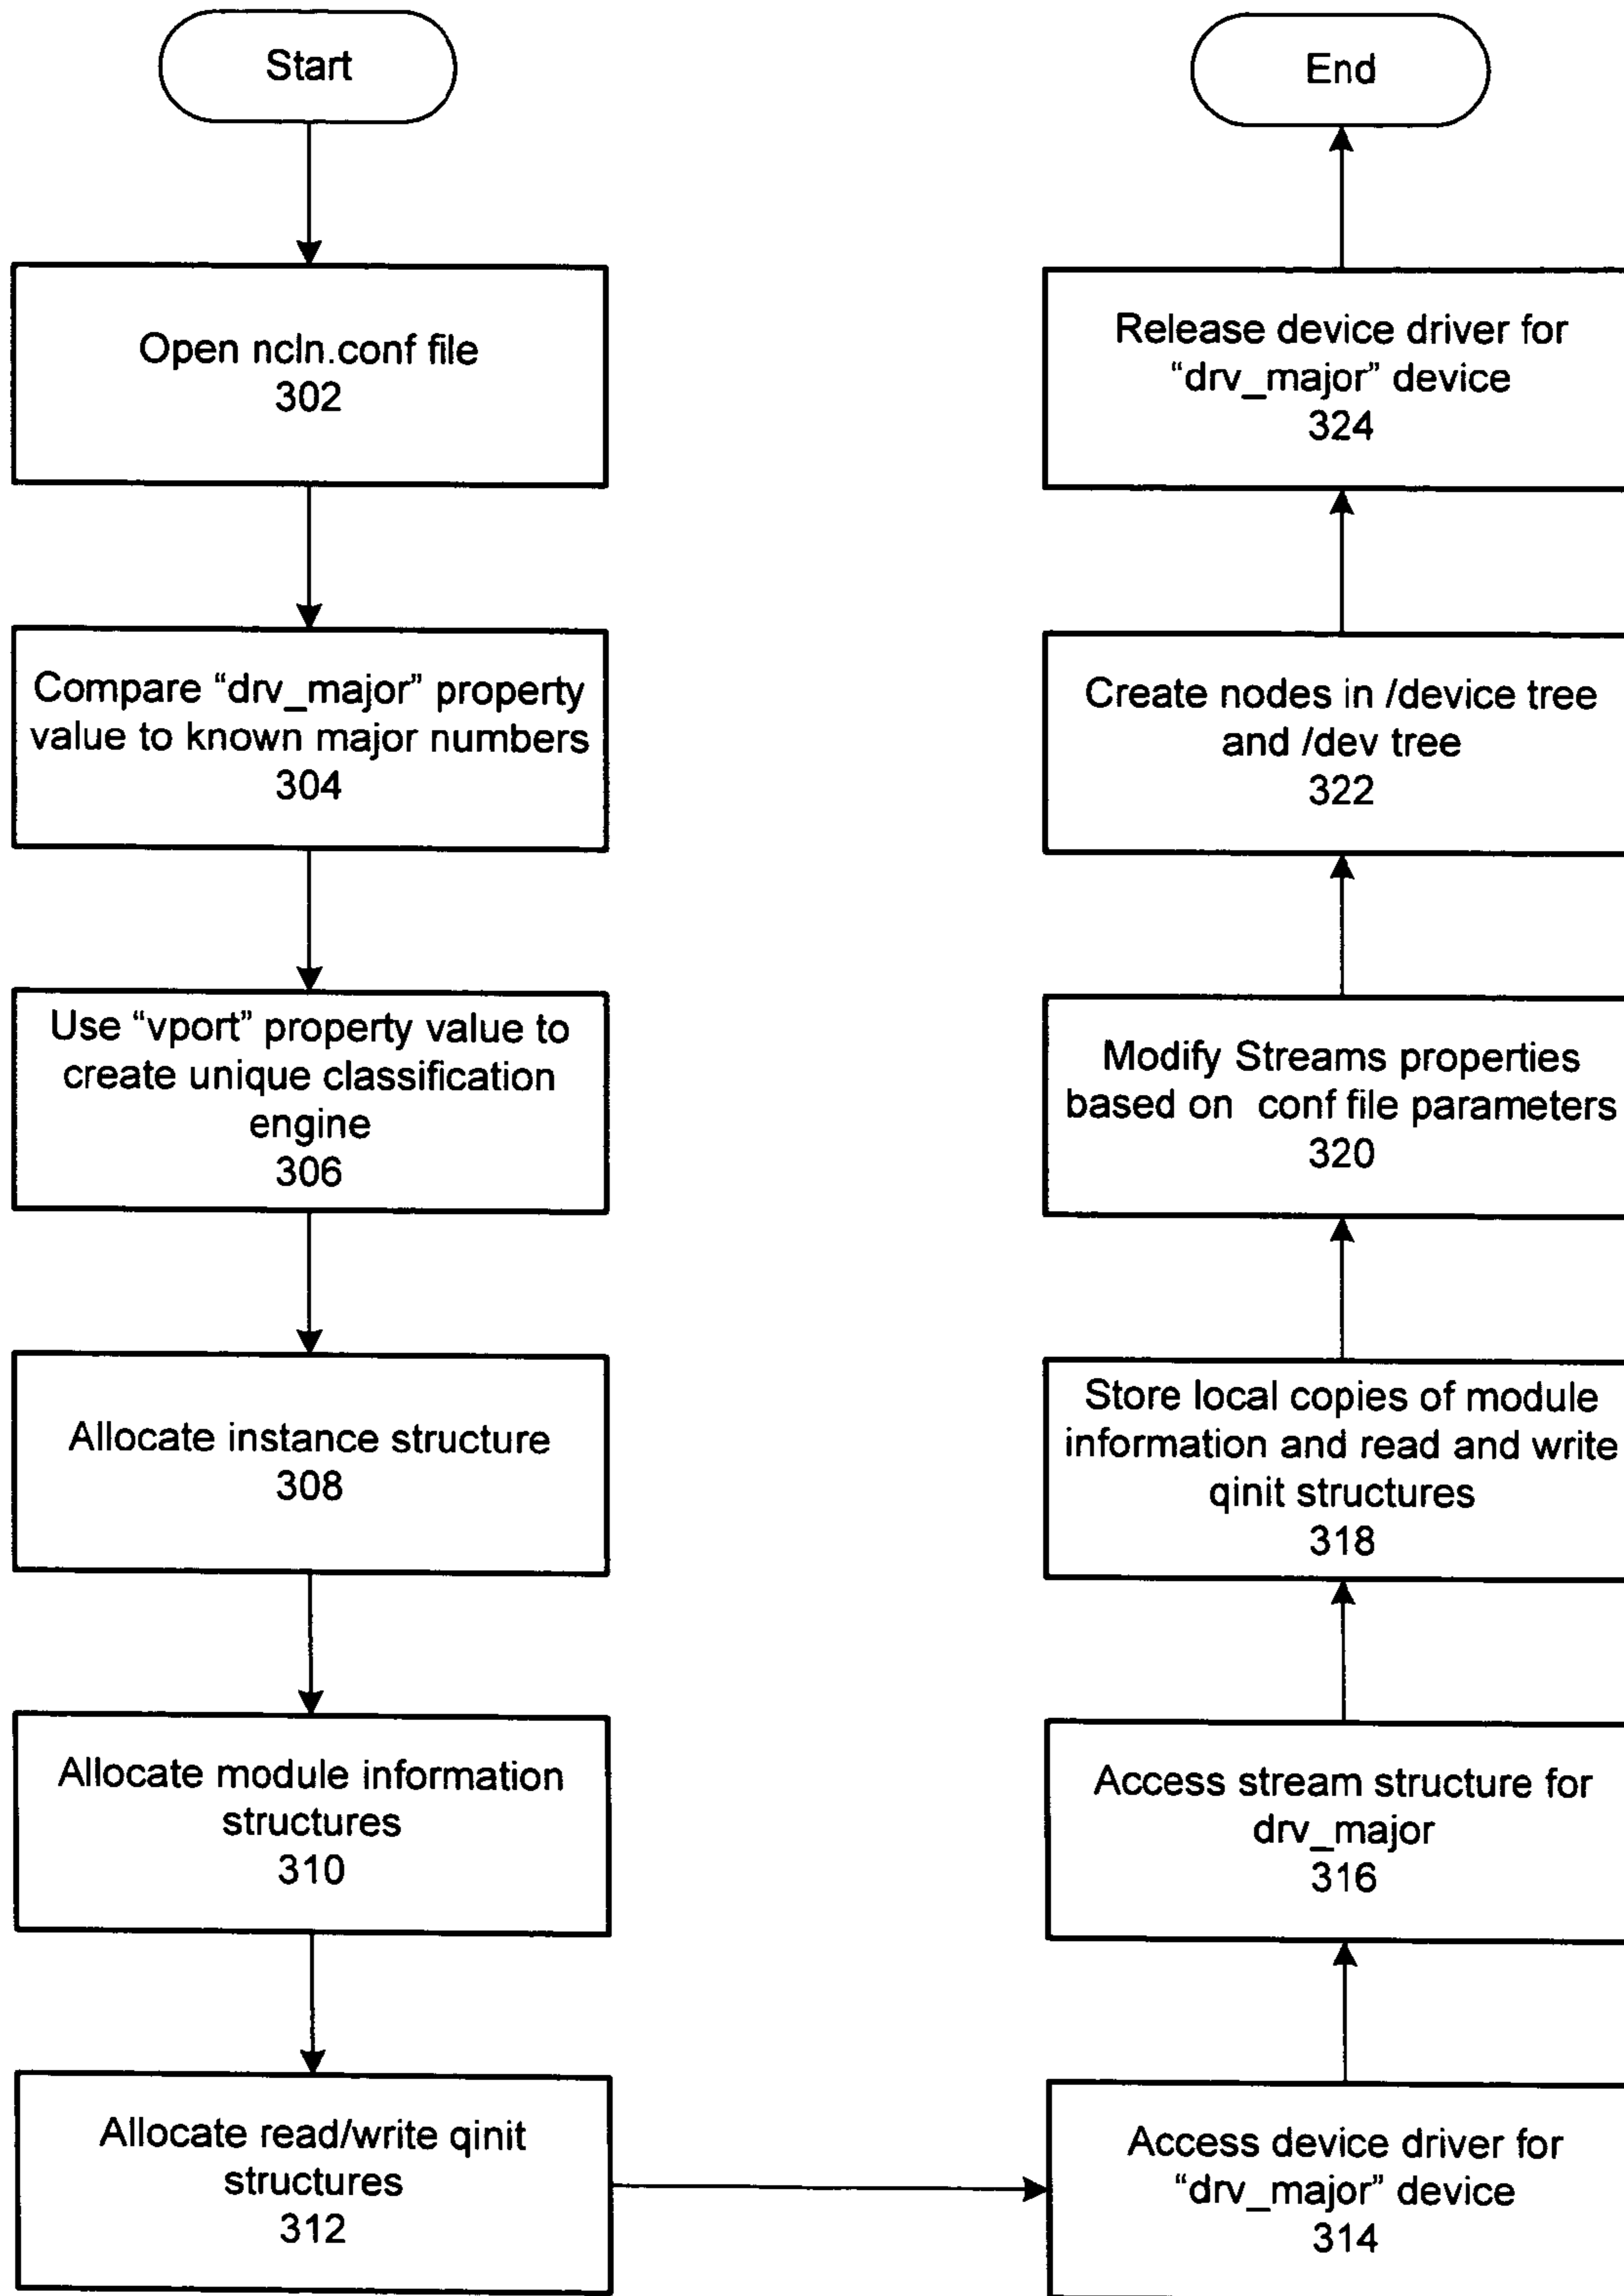 Start
Open ncln.conf file
302
Compare “drv_major” property
value to known major numbers
304
Use “vport” property value to
create unique classification
engine
306
Allocate instance structure
308
Allocate module information
structures
310
Allocate read/write qinit
structures
312
Access device driver for
“drv_major” device
314
Access stream structure for
drv_major
316
Store local copies of module
information and read and write
qinit structures
318
Modify Streams properties
based on conf file parameters
320
Create nodes in /device tree
and /dev tree
322
Release device driver for
“drv_major” device
324
End